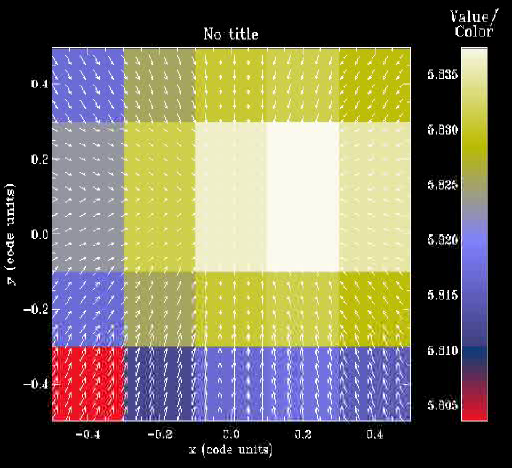 Value/
Color
No title
5.835
5.830
5.825
5.820
5.815
5.810
5.805
0.4
0.2
0.0
-0.2
-0.4
y (code units)
-0.4 -0.2 0.0 0.2 0.4
x (code units)